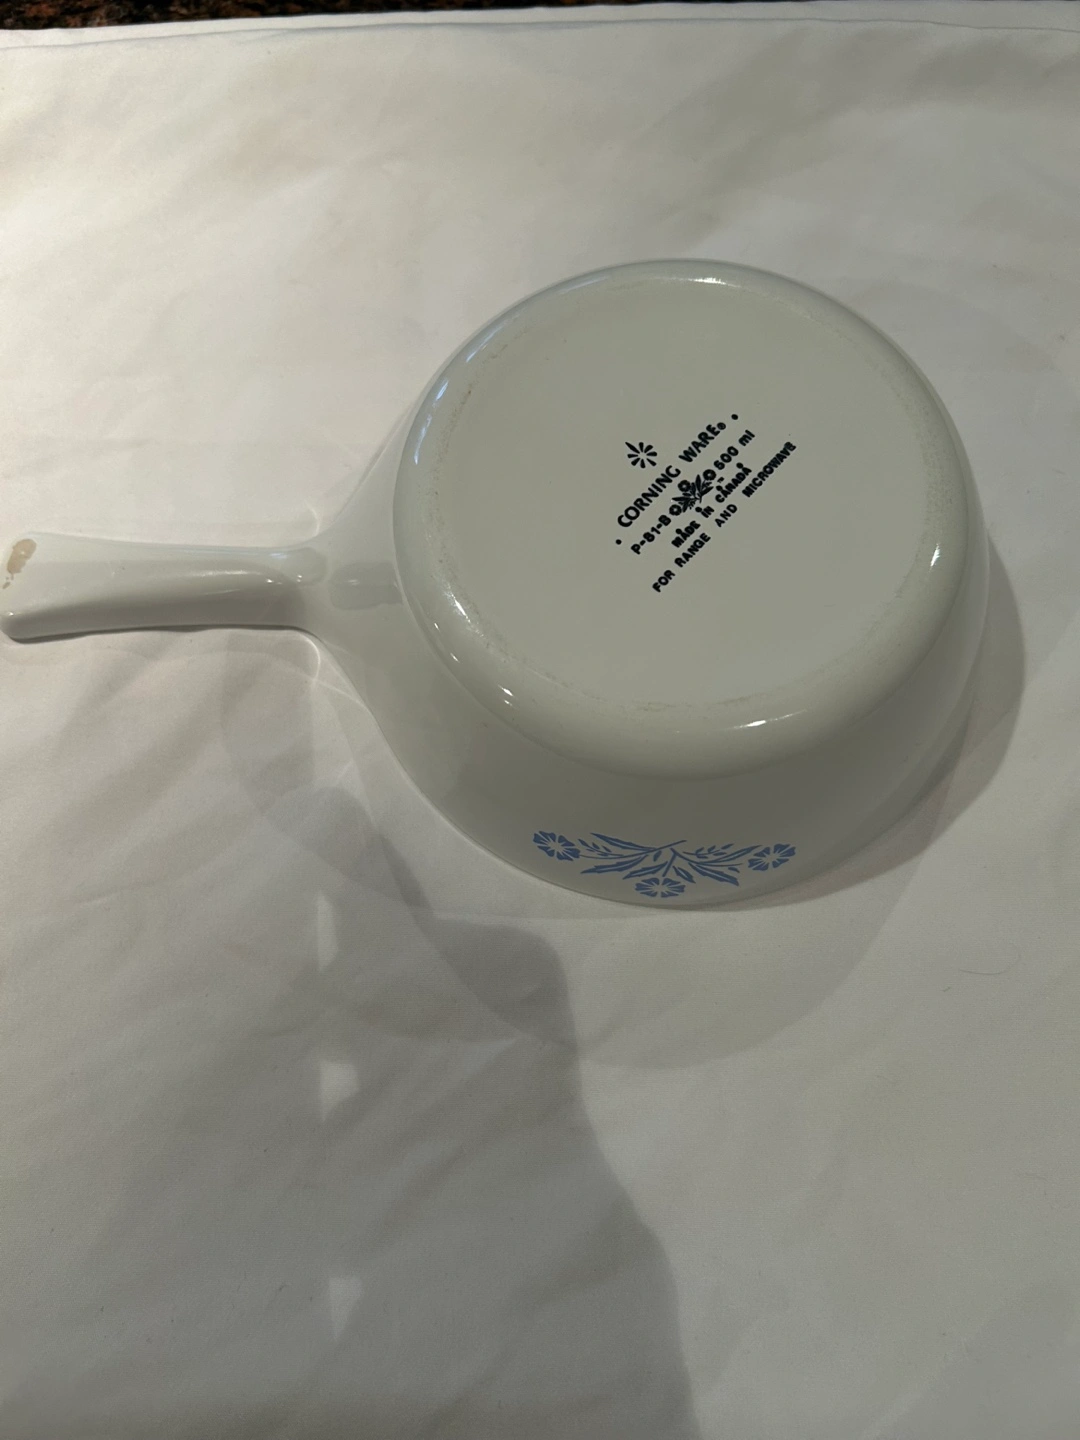 CORNING WARE®
P-81-B 500 ml
MADE IN CANADA
FOR RANGE AND MICROWAVE